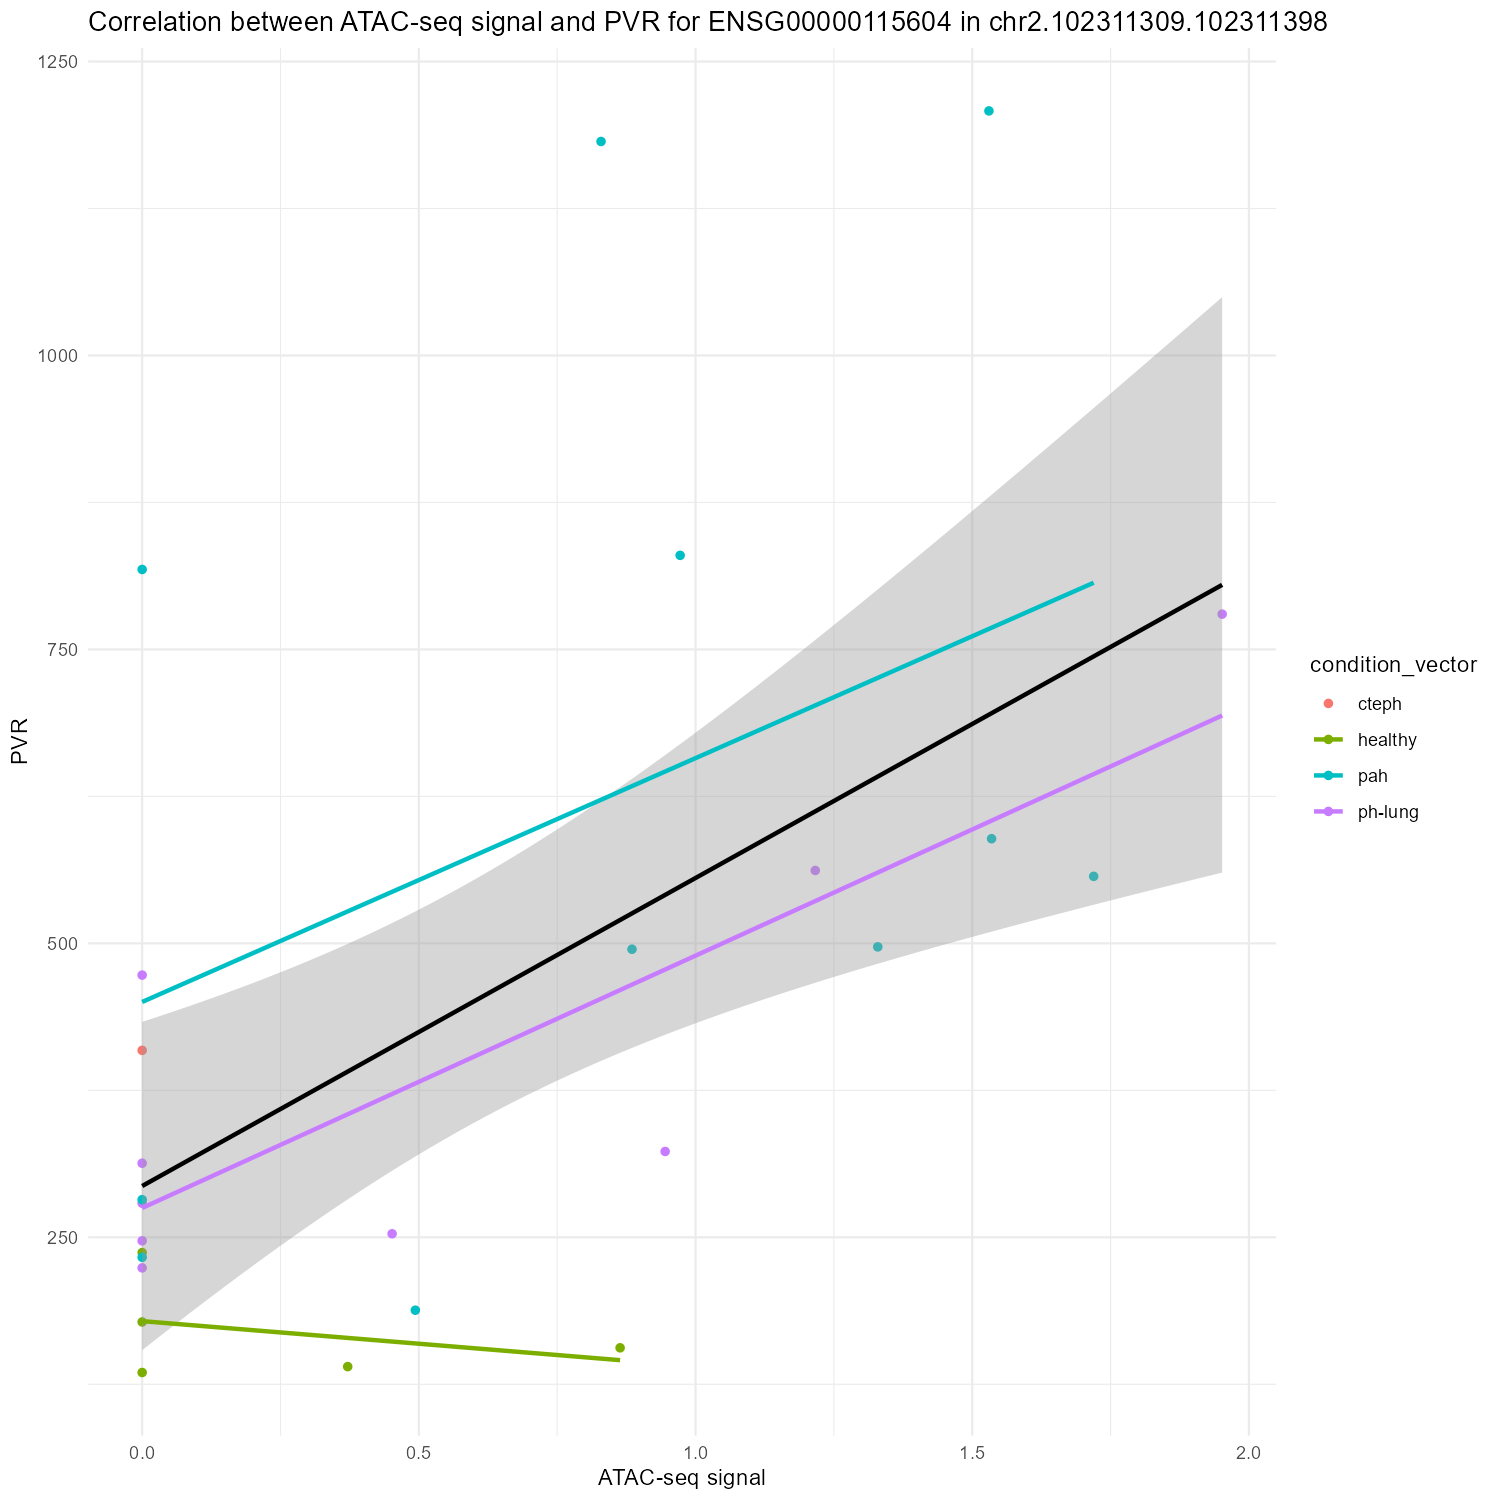 Correlation between ATAC-seq signal and PVR for ENSG00000115604 in chr2.102311309.102311398
1250
1000
750
500
250
PVR
0.0 0.5 1.0 1.5 2.0
ATAC-seq signal
condition_vector
cteph
healthy
pah
ph-lung